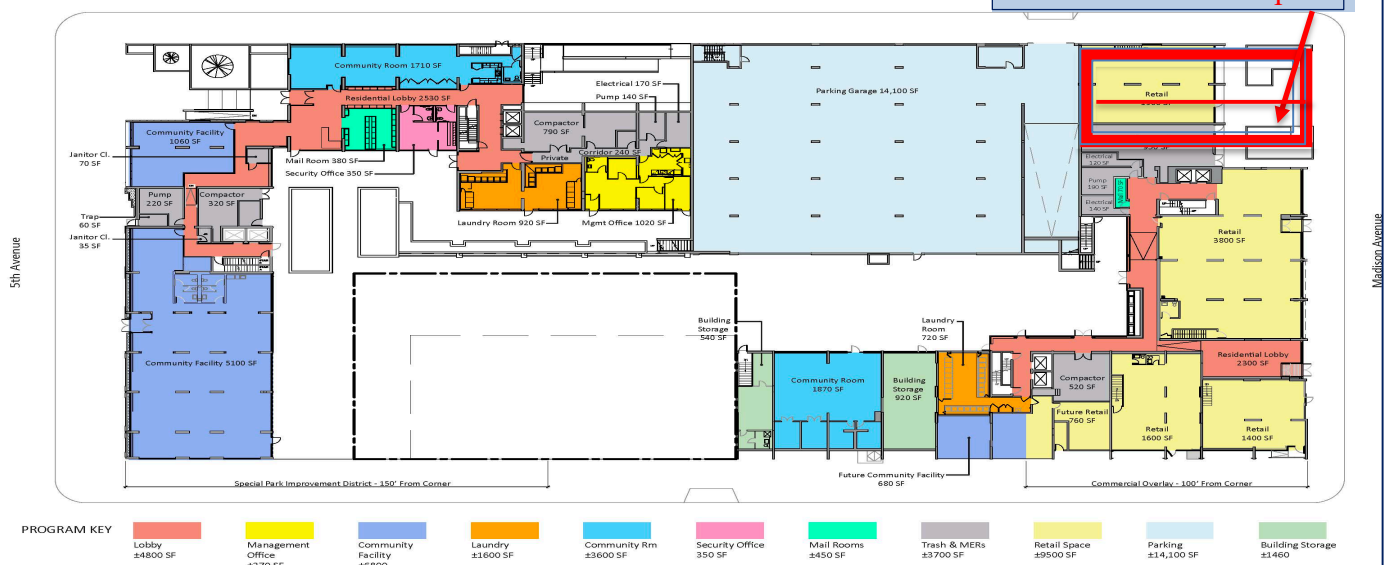 Community Room 1710 SF
Electrical 170 SF
Pump 140 SF
Residential Lobby 2530 SF
Parking Garage 14,100 SF
Retail
Community Facility
1060 SF
Compactor
790 SF
Corridor 240 SF
Private
Janitor Cl.
70 SF
Mail Room 380 SF
Security Office 350 SF
Electrical
120 SF
Pump
190 SF
Electrical
140 SF
Pump
220 SF
Compactor
320 SF
Trap
60 SF
Janitor Cl.
35 SF
Laundry Room 920 SF
Mgmt Office 1020 SF
Retail
3800 SF
5th Avenue
Madison Avenue
Building
Storage
540 SF
Laundry
Room
720 SF
Community Facility 5100 SF
Community Room
1870 SF
Building
Storage
920 SF
Compactor
520 SF
Residential Lobby
2300 SF
Future Retail
760 SF
Retail
1600 SF
Retail
1400 SF
Future Community Facility
680 SF
Special Park Improvement District - 150' From Corner
Commercial Overlay - 100' From Corner
PROGRAM KEY
Lobby
±4800 SF
Management
Office
Community
Facility
Laundry
±1600 SF
Community Rm
±3600 SF
Security Office
350 SF
Mail Rooms
±450 SF
Trash & MERs
±3700 SF
Retail Space
±9500 SF
Parking
±14,100 SF
Building Storage
±1460